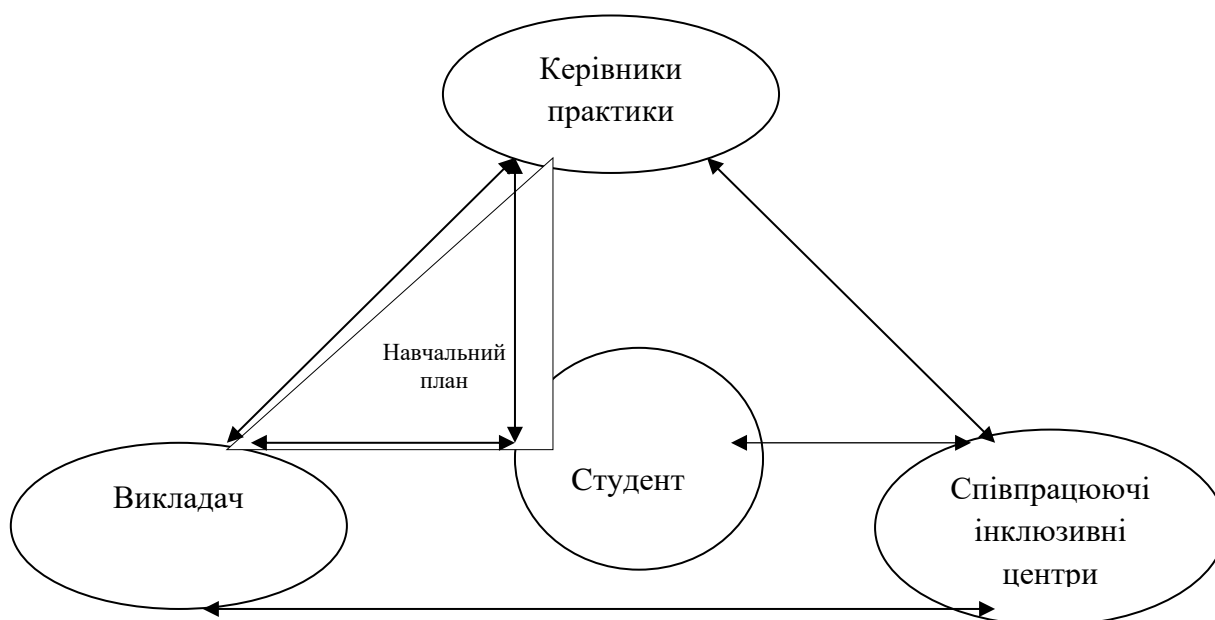 Керівники
практики
Навчальний
план
Викладач
Студент
Співпрацюючі
інклюзивні
центри